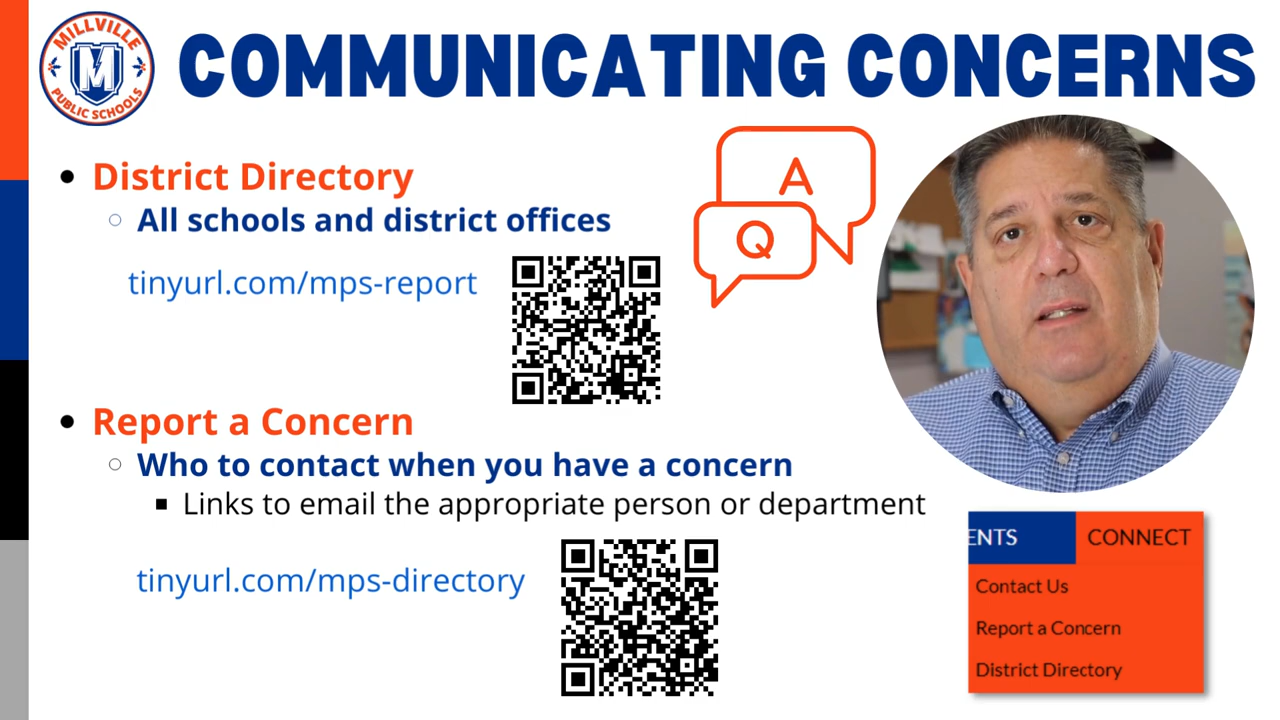 MILLVILLE
M
PUBLIC SCHOOLS
COMMUNICATING CONCERNS
• District Directory
○ All schools and district offices
tinyurl.com/mps-report
A
Q
• Report a Concern
○ Who to contact when you have a concern
▪ Links to email the appropriate person or department
tinyurl.com/mps-directory
ENTS CONNECT
Contact Us
Report a Concern
District Directory